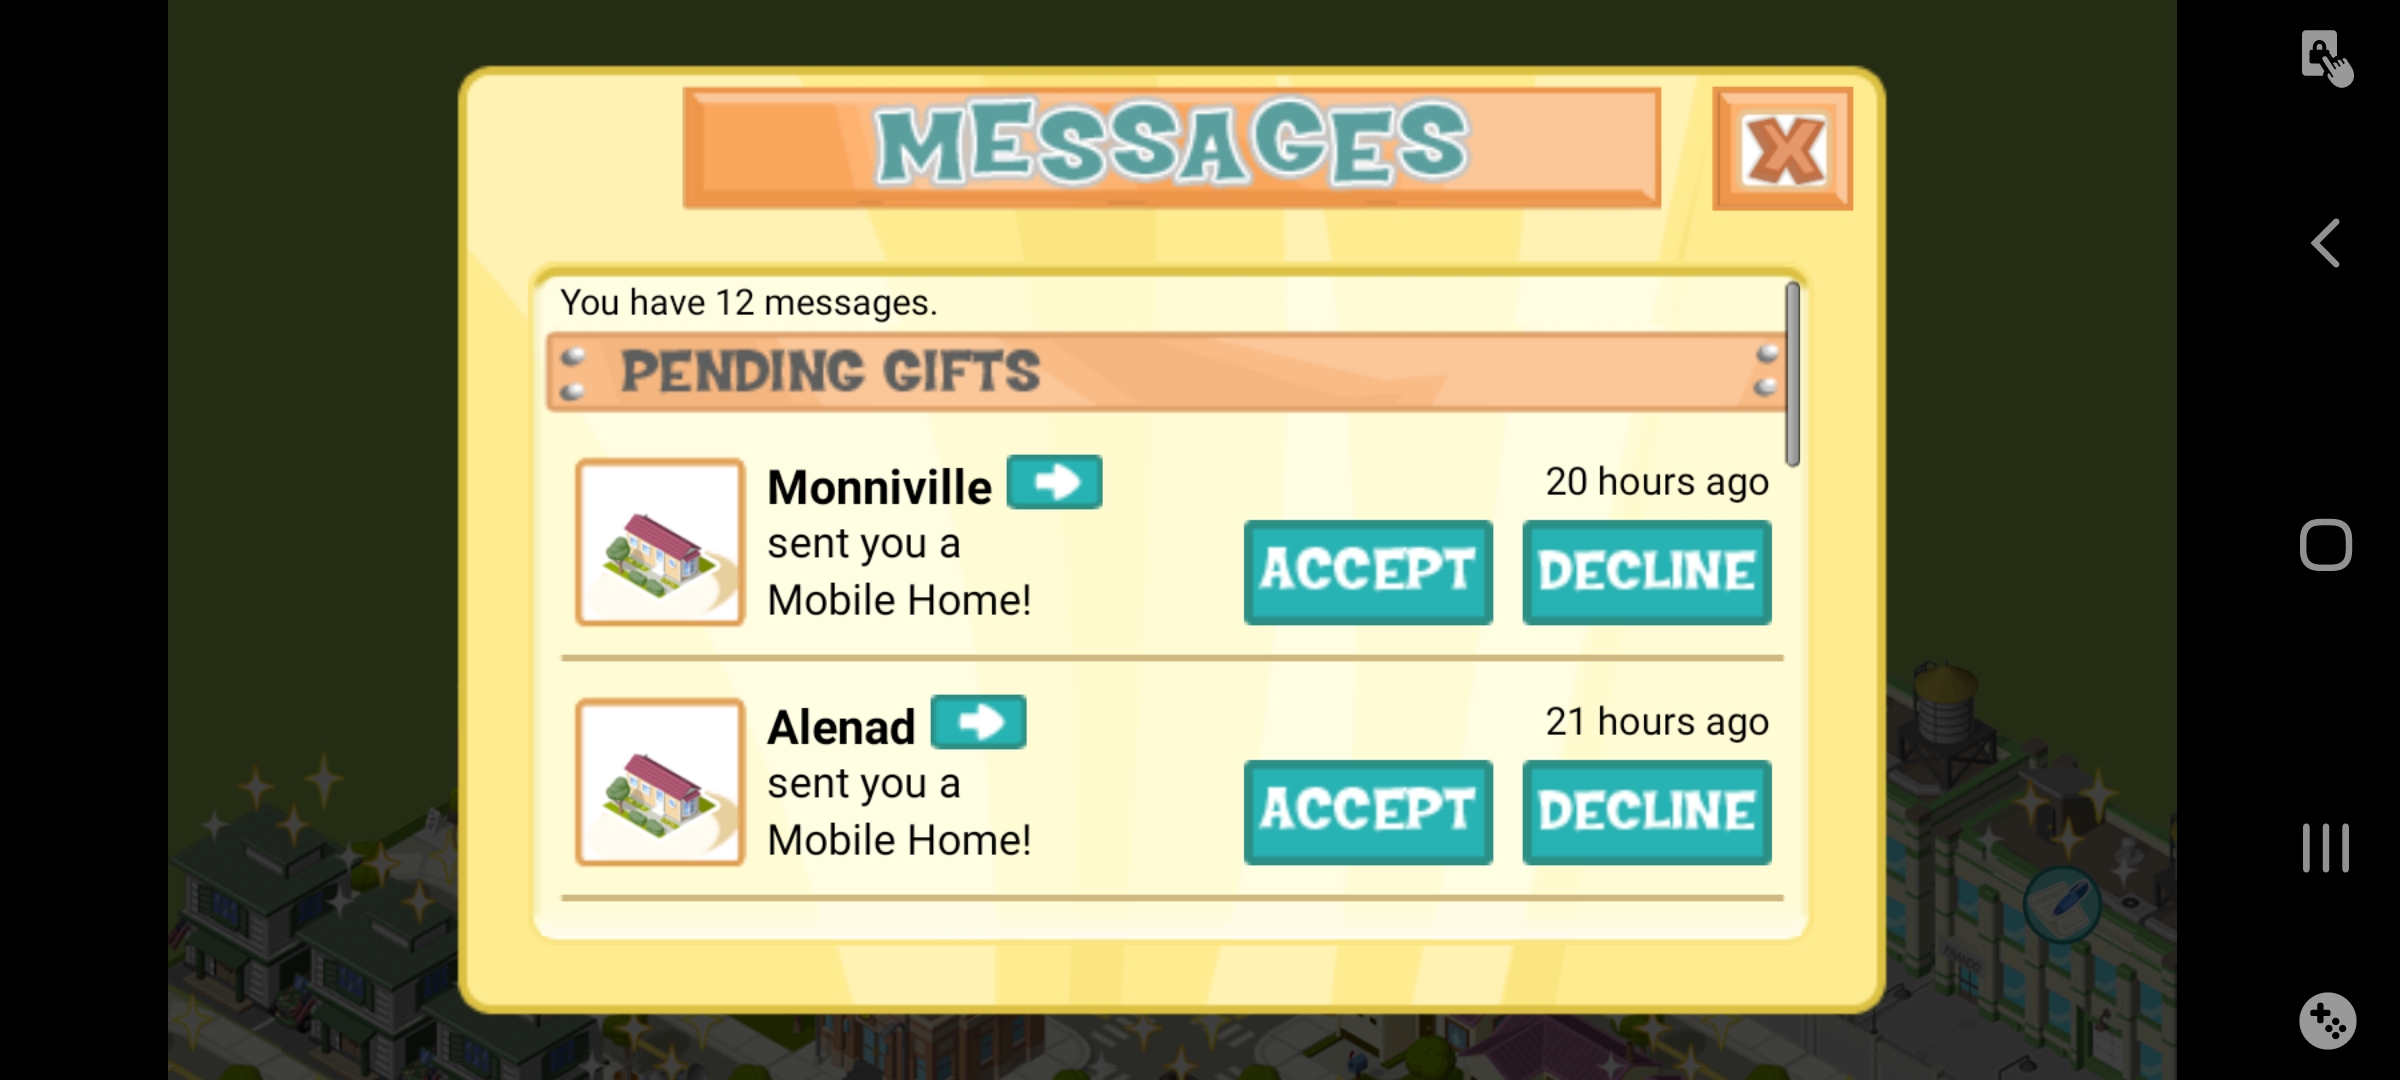 MESSAGES
You have 12 messages.
PENDING GIFTS
Monniville
20 hours ago
sent you a
Mobile Home!
ACCEPT
DECLINE
Alenad
21 hours ago
sent you a
Mobile Home!
ACCEPT
DECLINE